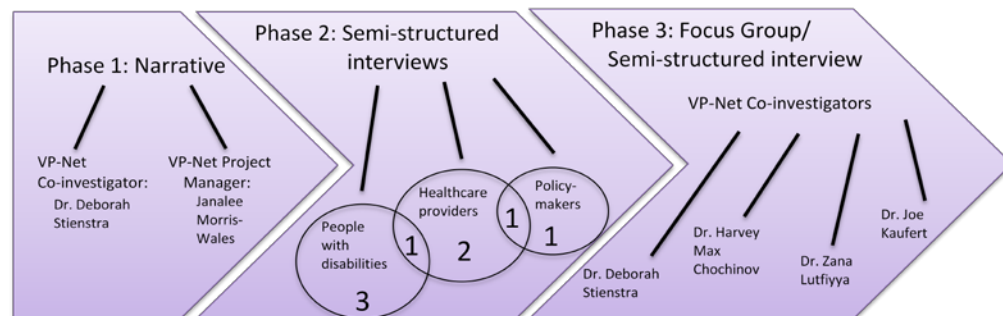 Phase 1: Narrative
VP-Net
Co-investigator:
Dr. Deborah
Stienstra
VP-Net Project
Manager:
Janalee
Morris-
Wales
Phase 2: Semi-structured
interviews
People
with
disabilities
3
1
Healthcare
providers
2
1
Policy-
makers
1
Phase 3: Focus Group/
Semi-structured interview
VP-Net Co-investigators
Dr. Deborah
Stienstra
Dr. Harvey
Max
Chochinov
Dr. Zana
Lutfiyya
Dr. Joe
Kaufert